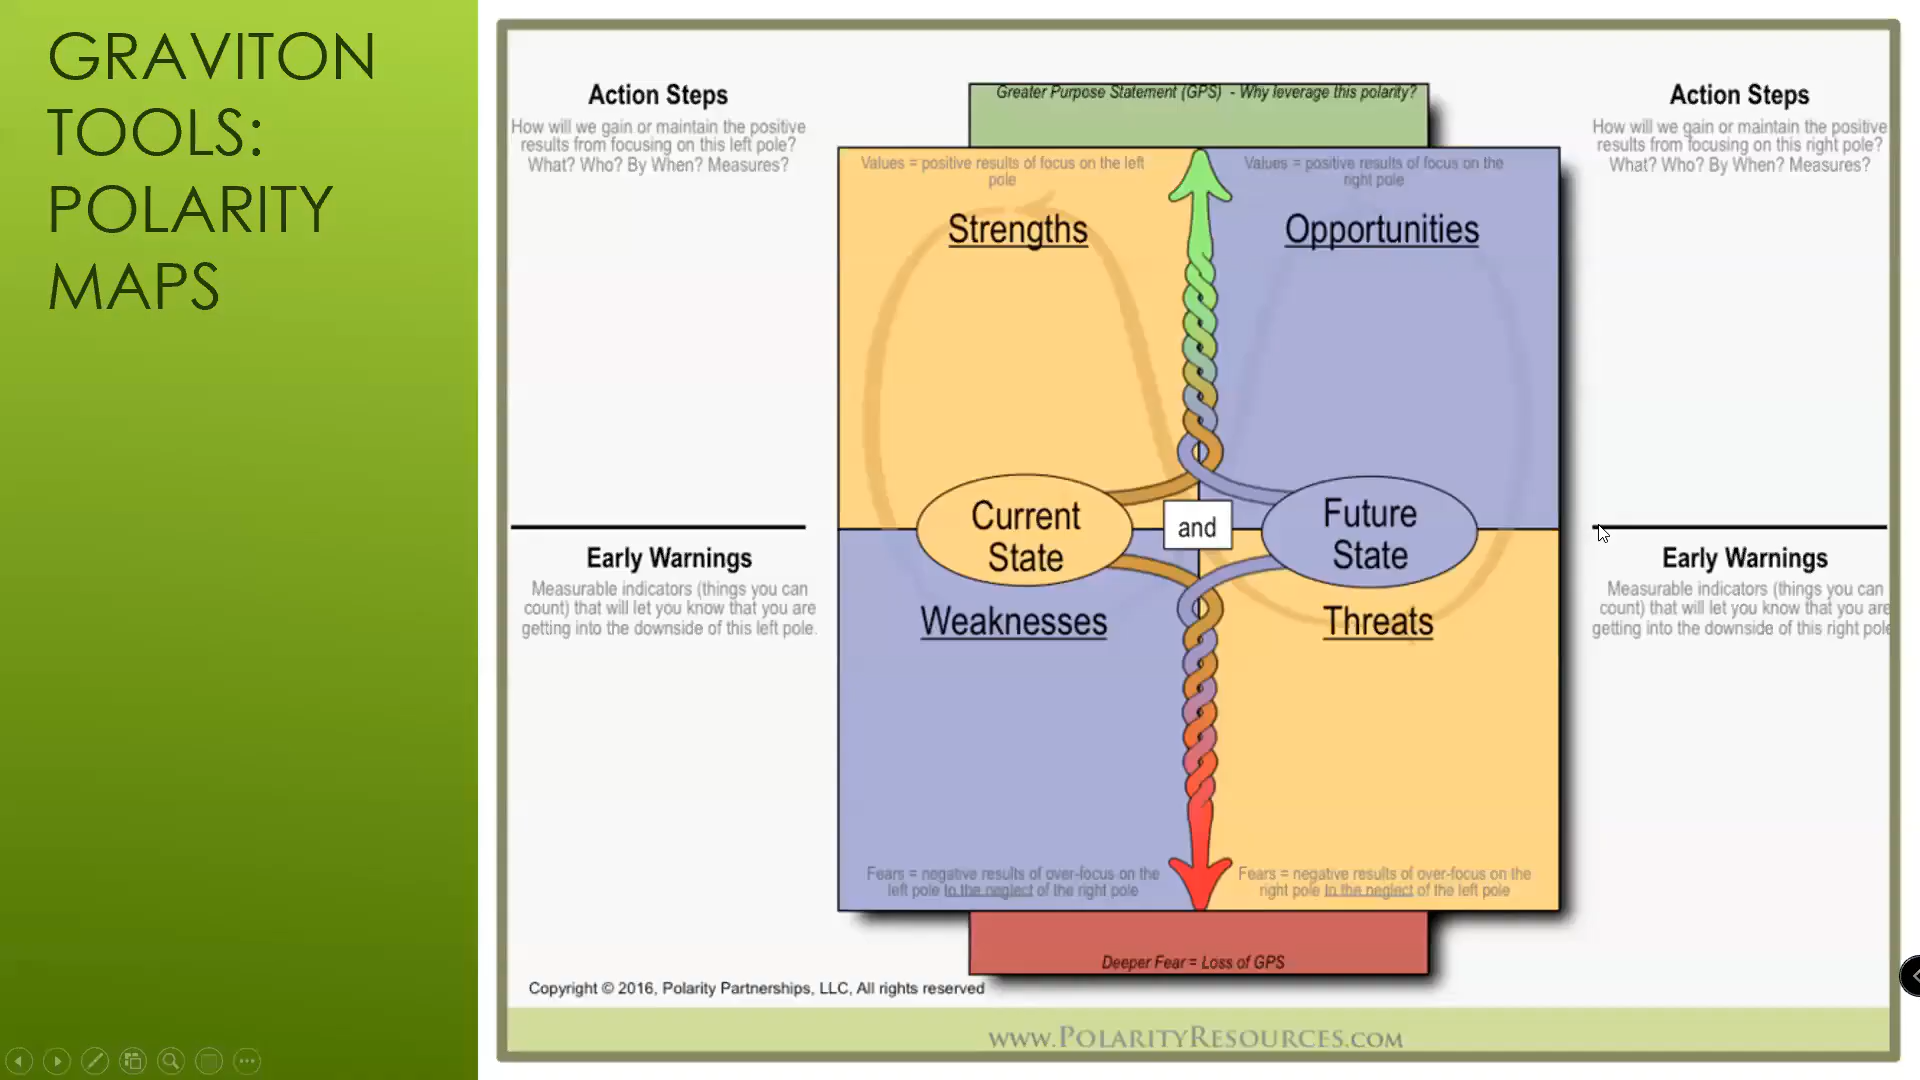 GRAVITON
TOOLS:
POLARITY
MAPS
Action Steps
How will we gain or maintain the positive
results from focusing on this left pole?
What? Who? By When? Measures?
Early Warnings
Measurable indicators (things you can
count) that will let you know that you are
getting into the downside of this left pole.
Greater Purpose Statement (GPS) - Why leverage this polarity?
Values = positive results of focus on the left
pole
Strengths
Values = positive results of focus on the
right pole
Opportunities
Current
State
and
Future
State
Weaknesses
Threats
Fears = negative results of over-focus on the
left pole to the neglect of the right pole
Fears = negative results of over-focus on the
right pole to the neglect of the left pole
Deeper Fear = Loss of GPS
Action Steps
How will we gain or maintain the positive
results from focusing on this right pole?
What? Who? By When? Measures?
Early Warnings
Measurable indicators (things you can
count) that will let you know that you are
getting into the downside of this right pole
Copyright © 2016, Polarity Partnerships, LLC, All rights reserved
www.PolarityResources.com